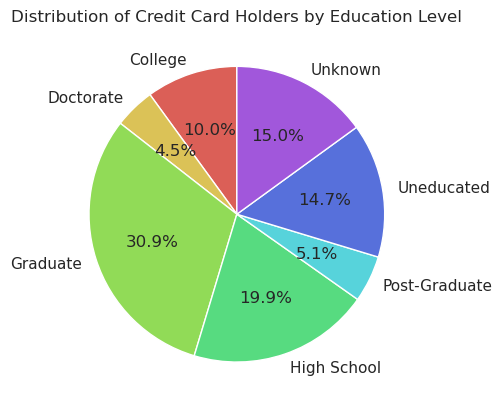 Distribution of Credit Card Holders by Education Level
College
Unknown
Doctorate
10.0%
15.0%
4.5%
Uneducated
14.7%
30.9%
5.1%
Graduate
Post-Graduate
19.9%
High School